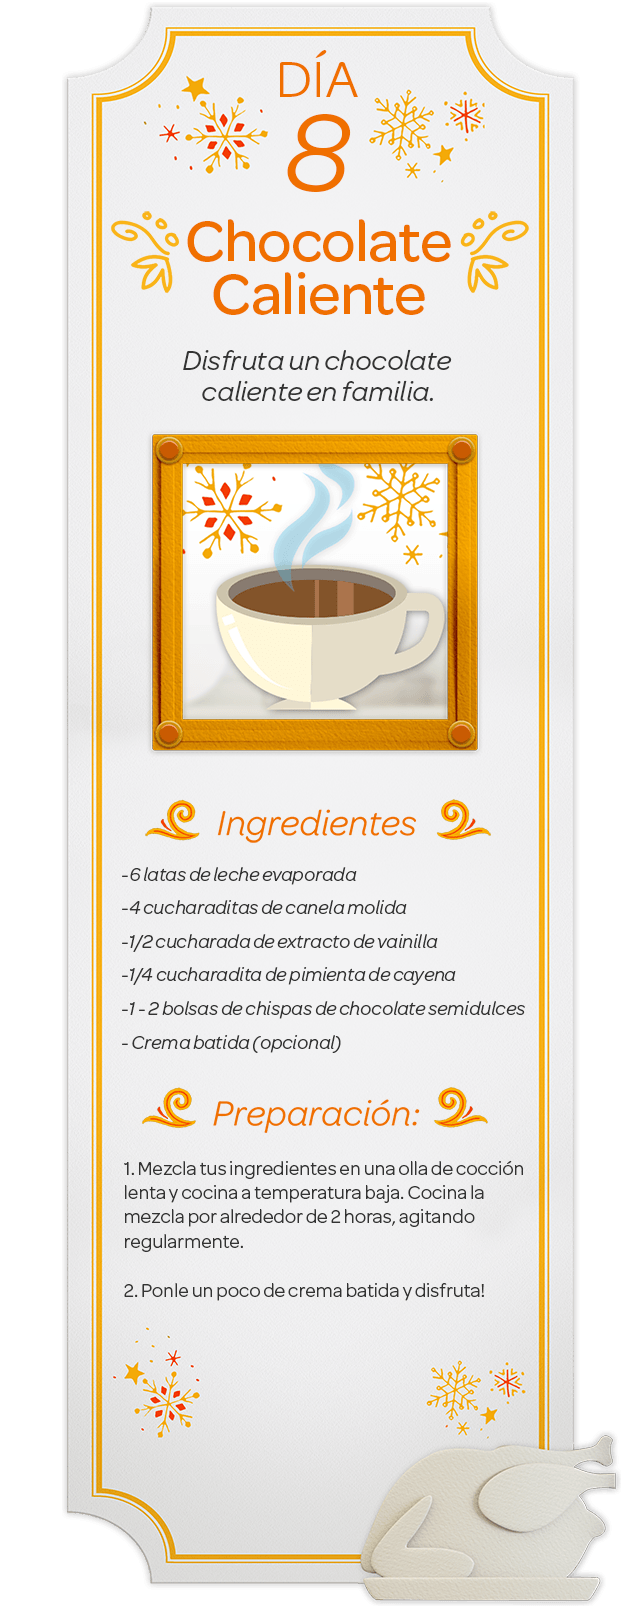 DÍA
8
Chocolate
Caliente
Disfruta un chocolate
caliente en familia.
Ingredientes
-6 latas de leche evaporada
-4 cucharaditas de canela molida
-1/2 cucharada de extracto de vainilla
-1/4 cucharadita de pimienta de cayena
-1 - 2 bolsas de chispas de chocolate semidulces
- Crema batida (opcional)
Preparación:
1. Mezcla tus ingredientes en una olla de cocción
lenta y cocina a temperatura baja. Cocina la
mezcla por alrededor de 2 horas, agitando
regularmente.
2. Ponle un poco de crema batida y disfruta!